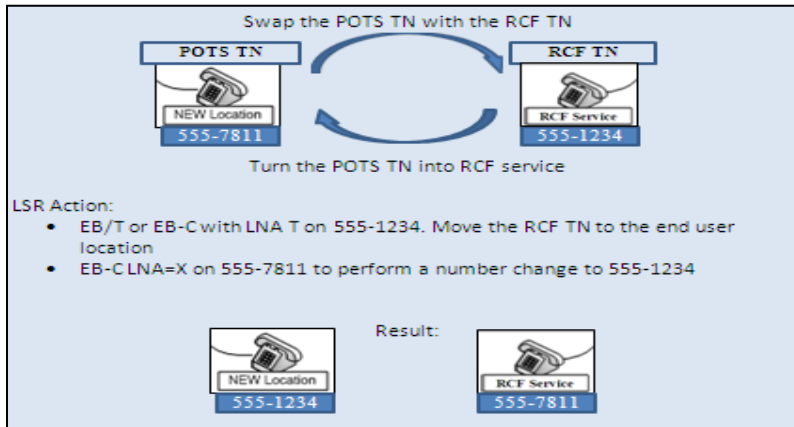 Swap the POTS TN with the RCF TN
POTS TN
RCF TN
NEW Location
RCF Service
555-7811
555-1234
Turn the POTS TN into RCF service
LSR Action:
• EB/T or EB-C with LNA T on 555-1234. Move the RCF TN to the end user
location
• EB-C LNA=X on 555-7811 to perform a number change to 555-1234
Result:
NEW Location
RCF Service
555-1234
555-7811